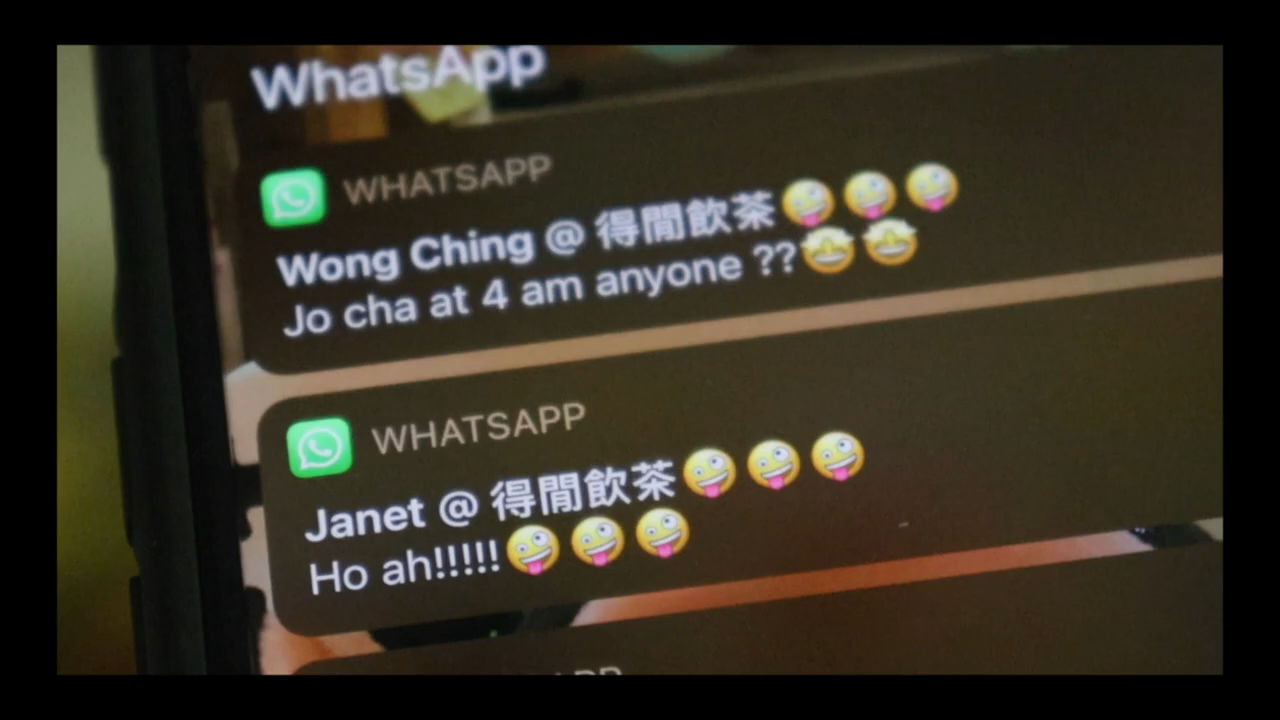 WhatsApp
WHATSAPP
Wong Ching @ 得閒飲茶🤪🤪🤪
Jo cha at 4 am anyone ??🤩🤩
WHATSAPP
Janet @ 得閒飲茶🤪🤪🤪
Ho ah!!!!!🤪🤪🤪